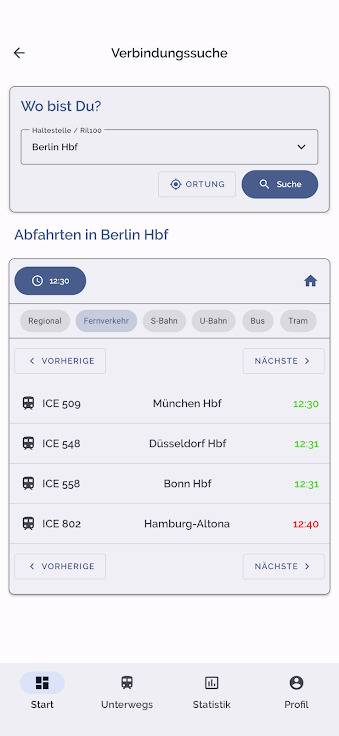 Verbindungssuche
Wo bist Du?
Haltestelle / Ril100
Berlin Hbf
ORTUNG
Suche
Abfahrten in Berlin Hbf
12:30
Regional Fernverkehr S-Bahn U-Bahn Bus Tram
VORHERIGE NÄCHSTE
ICE 509 München Hbf 12:30
ICE 548 Düsseldorf Hbf 12:31
ICE 558 Bonn Hbf 12:31
ICE 802 Hamburg-Altona 12:40
VORHERIGE NÄCHSTE
Start Unterwegs Statistik Profil